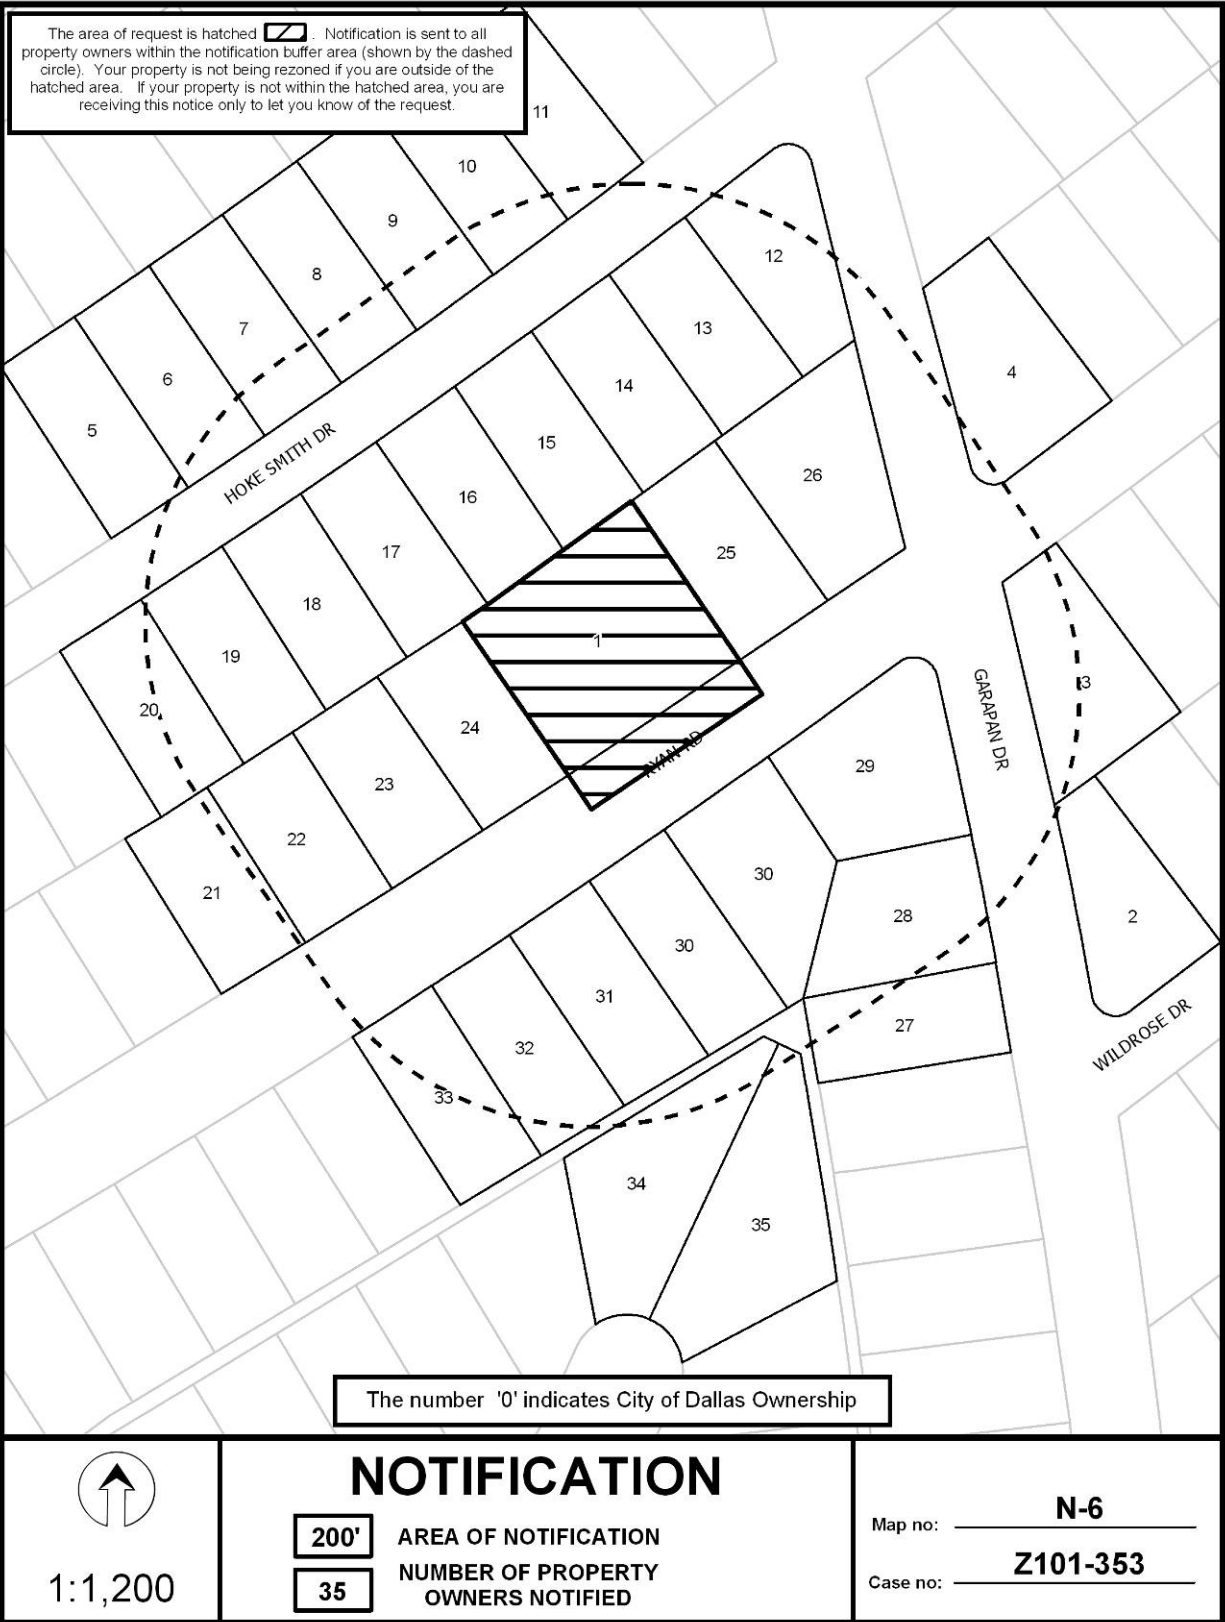 The area of request is hatched . Notification is sent to all
property owners within the notification buffer area (shown by the dashed
circle). Your property is not being rezoned if you are outside of the
hatched area. If your property is not within the hatched area, you are
receiving this notice only to let you know of the request.
11
10
9
8
7
6
5
12
13
14
15
16
17
18
19
20
4
HOKE SMITH DR
26
25
1
24
23
22
21
RYAN RD
GARAPAN DR
3
29
30
28
2
30
31
27
32
33
WILDROSE DR
34
35
The number '0' indicates City of Dallas Ownership
1:1,200
NOTIFICATION
200' AREA OF NOTIFICATION
35 NUMBER OF PROPERTY
OWNERS NOTIFIED
Map no: N-6
Case no: Z101-353